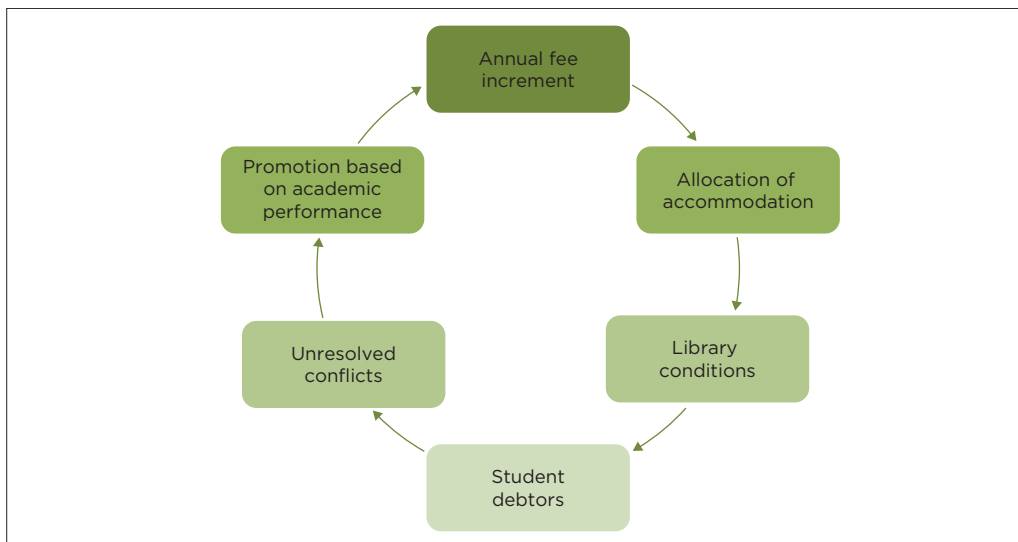 Annual fee
increment
Allocation of
accommodation
Library
conditions
Student
debtors
Unresolved
conflicts
Promotion based
on academic
performance